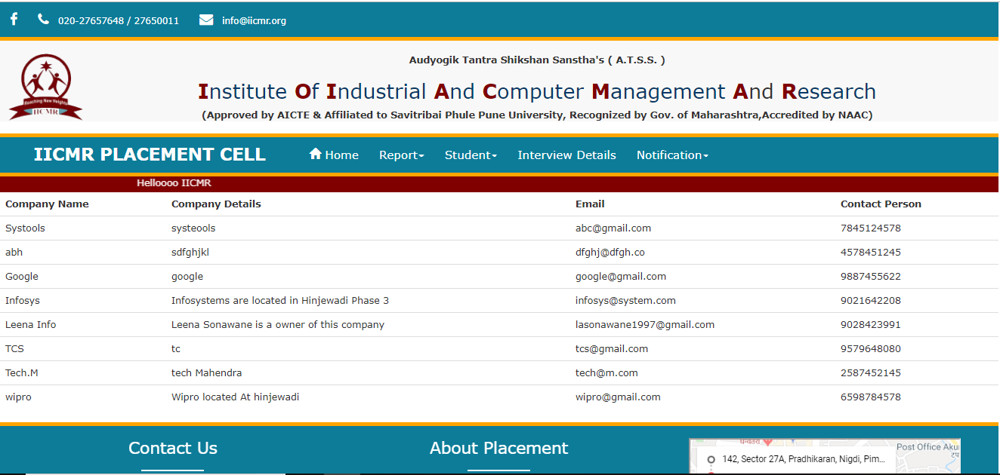 020-27657648 / 27650011 info@iicmr.org
Audyogik Tantra Shikshan Sanstha's ( A.T.S.S. )
Institute Of Industrial And Computer Management And Research
(Approved by AICTE & Affiliated to Savitribai Phule Pune University, Recognized by Gov. of Maharashtra,Accredited by NAAC)
Reaching New Heights
IICMR
IICMR PLACEMENT CELL Home Report Student Interview Details Notification
Helloooo IICMR
Company Name Company Details Email Contact Person
Systools systeools abc@gmail.com 7845124578
abh sdfghjkl dfghj@dfgh.co 4578451245
Google google google@gmail.com 9887455622
Infosys Infosystems are located in Hinjewadi Phase 3 infosys@system.com 9021642208
Leena Info Leena Sonawane is a owner of this company lasonawane1997@gmail.com 9028423991
TCS tc tcs@gmail.com 9579648080
Tech.M tech Mahendra tech@m.com 2587452145
wipro Wipro located At hinjewadi wipro@gmail.com 6598784578
Contact Us About Placement
Post Office Aku
142, Sector 27A, Pradhikaran, Nigdi, Pim...